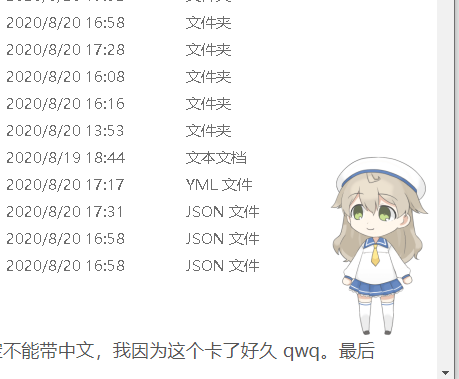 2020/8/20 16:58 文件夹
2020/8/20 17:28 文件夹
2020/8/20 16:08 文件夹
2020/8/20 16:16 文件夹
2020/8/20 13:53 文件夹
2020/8/19 18:44 文本文档
2020/8/20 17:17 YML 文件
2020/8/20 17:31 JSON 文件
2020/8/20 16:58 JSON 文件
2020/8/20 16:58 JSON 文件
不能带中文，我因为这个卡了好久 qwq。最后